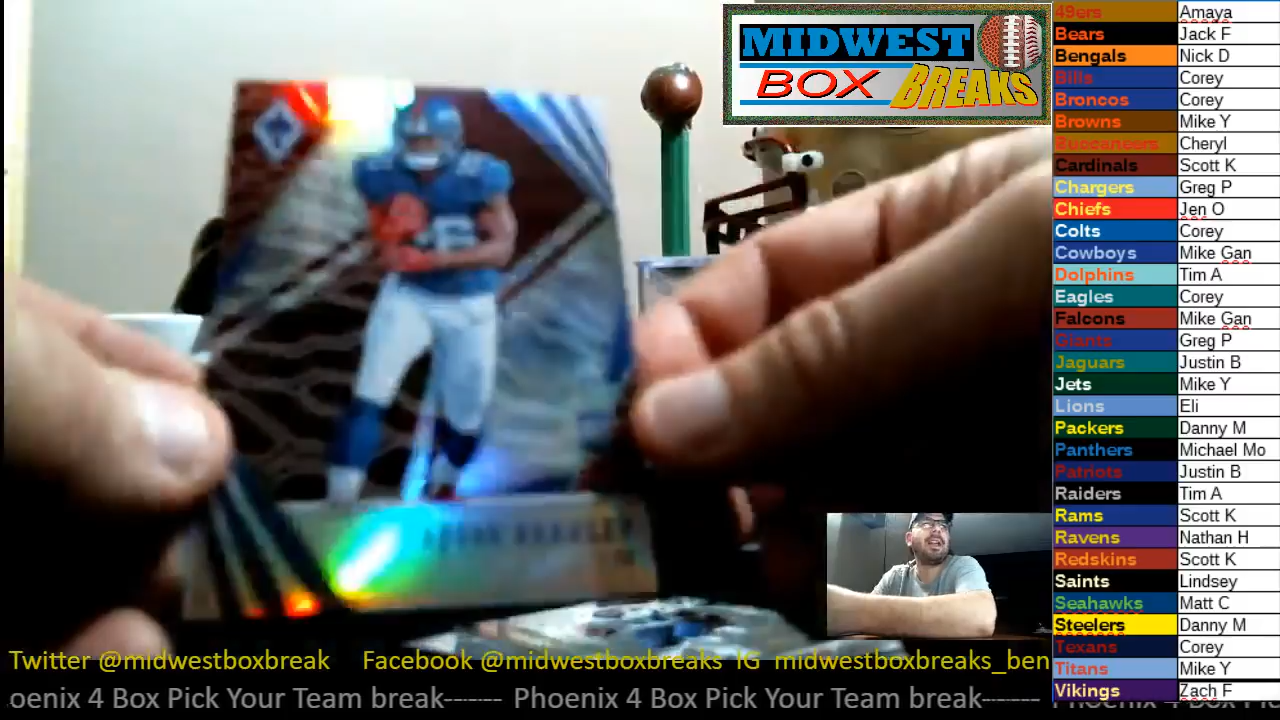 MIDWEST
BOX BREAKS
49ers Amaya
Bears Jack F
Bengals Nick D
Bills Corey
Broncos Corey
Browns Mike Y
Buccaneers Cheryl
Cardinals Scott K
Chargers Greg P
Chiefs Jen O
Colts Corey
Cowboys Mike Gan
Dolphins Tim A
Eagles Corey
Falcons Mike Gan
Giants Greg P
Jaguars Justin B
Jets Mike Y
Lions Eli
Packers Danny M
Panthers Michael Mo
Patriots Justin B
Raiders Tim A
Rams Scott K
Ravens Nathan H
Redskins Scott K
Saints Lindsey
Seahawks Matt C
Steelers Danny M
Texans Corey
Titans Mike Y
Vikings Zach F
Twitter @midwestboxbreak Facebook @midwestboxbreaks IG midwestboxbreaks_ben
oenix 4 Box Pick Your Team break------- Phoenix 4 Box Pick Your Team break------- Phoenix 4 Box Pic